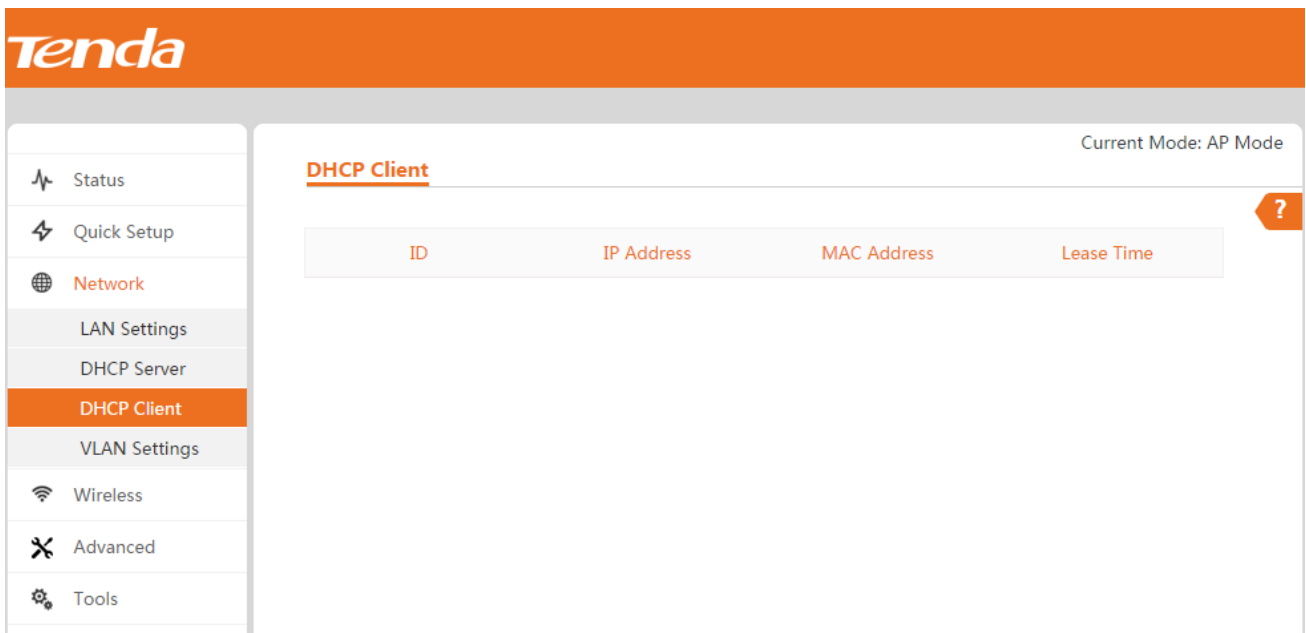 Tenda
Current Mode: AP Mode
DHCP Client
?
ID IP Address MAC Address Lease Time
Status
Quick Setup
Network
LAN Settings
DHCP Server
DHCP Client
VLAN Settings
Wireless
Advanced
Tools